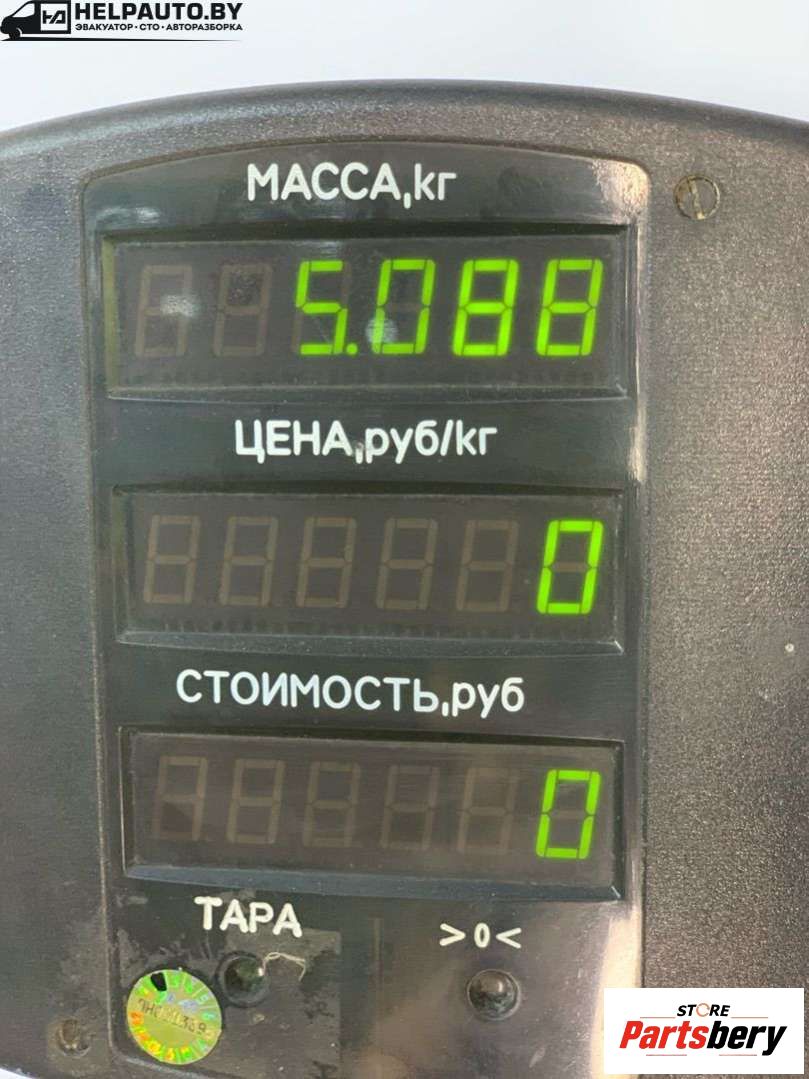 HELPAUTO.BY
ЭВАКУАТОР • СТО • АВТОРАЗБОРКА
МАССА,кг
5.088
ЦЕНА,руб/кг
0
СТОИМОСТЬ,руб
0
ТАРА
>0<
STORE
Partsbery